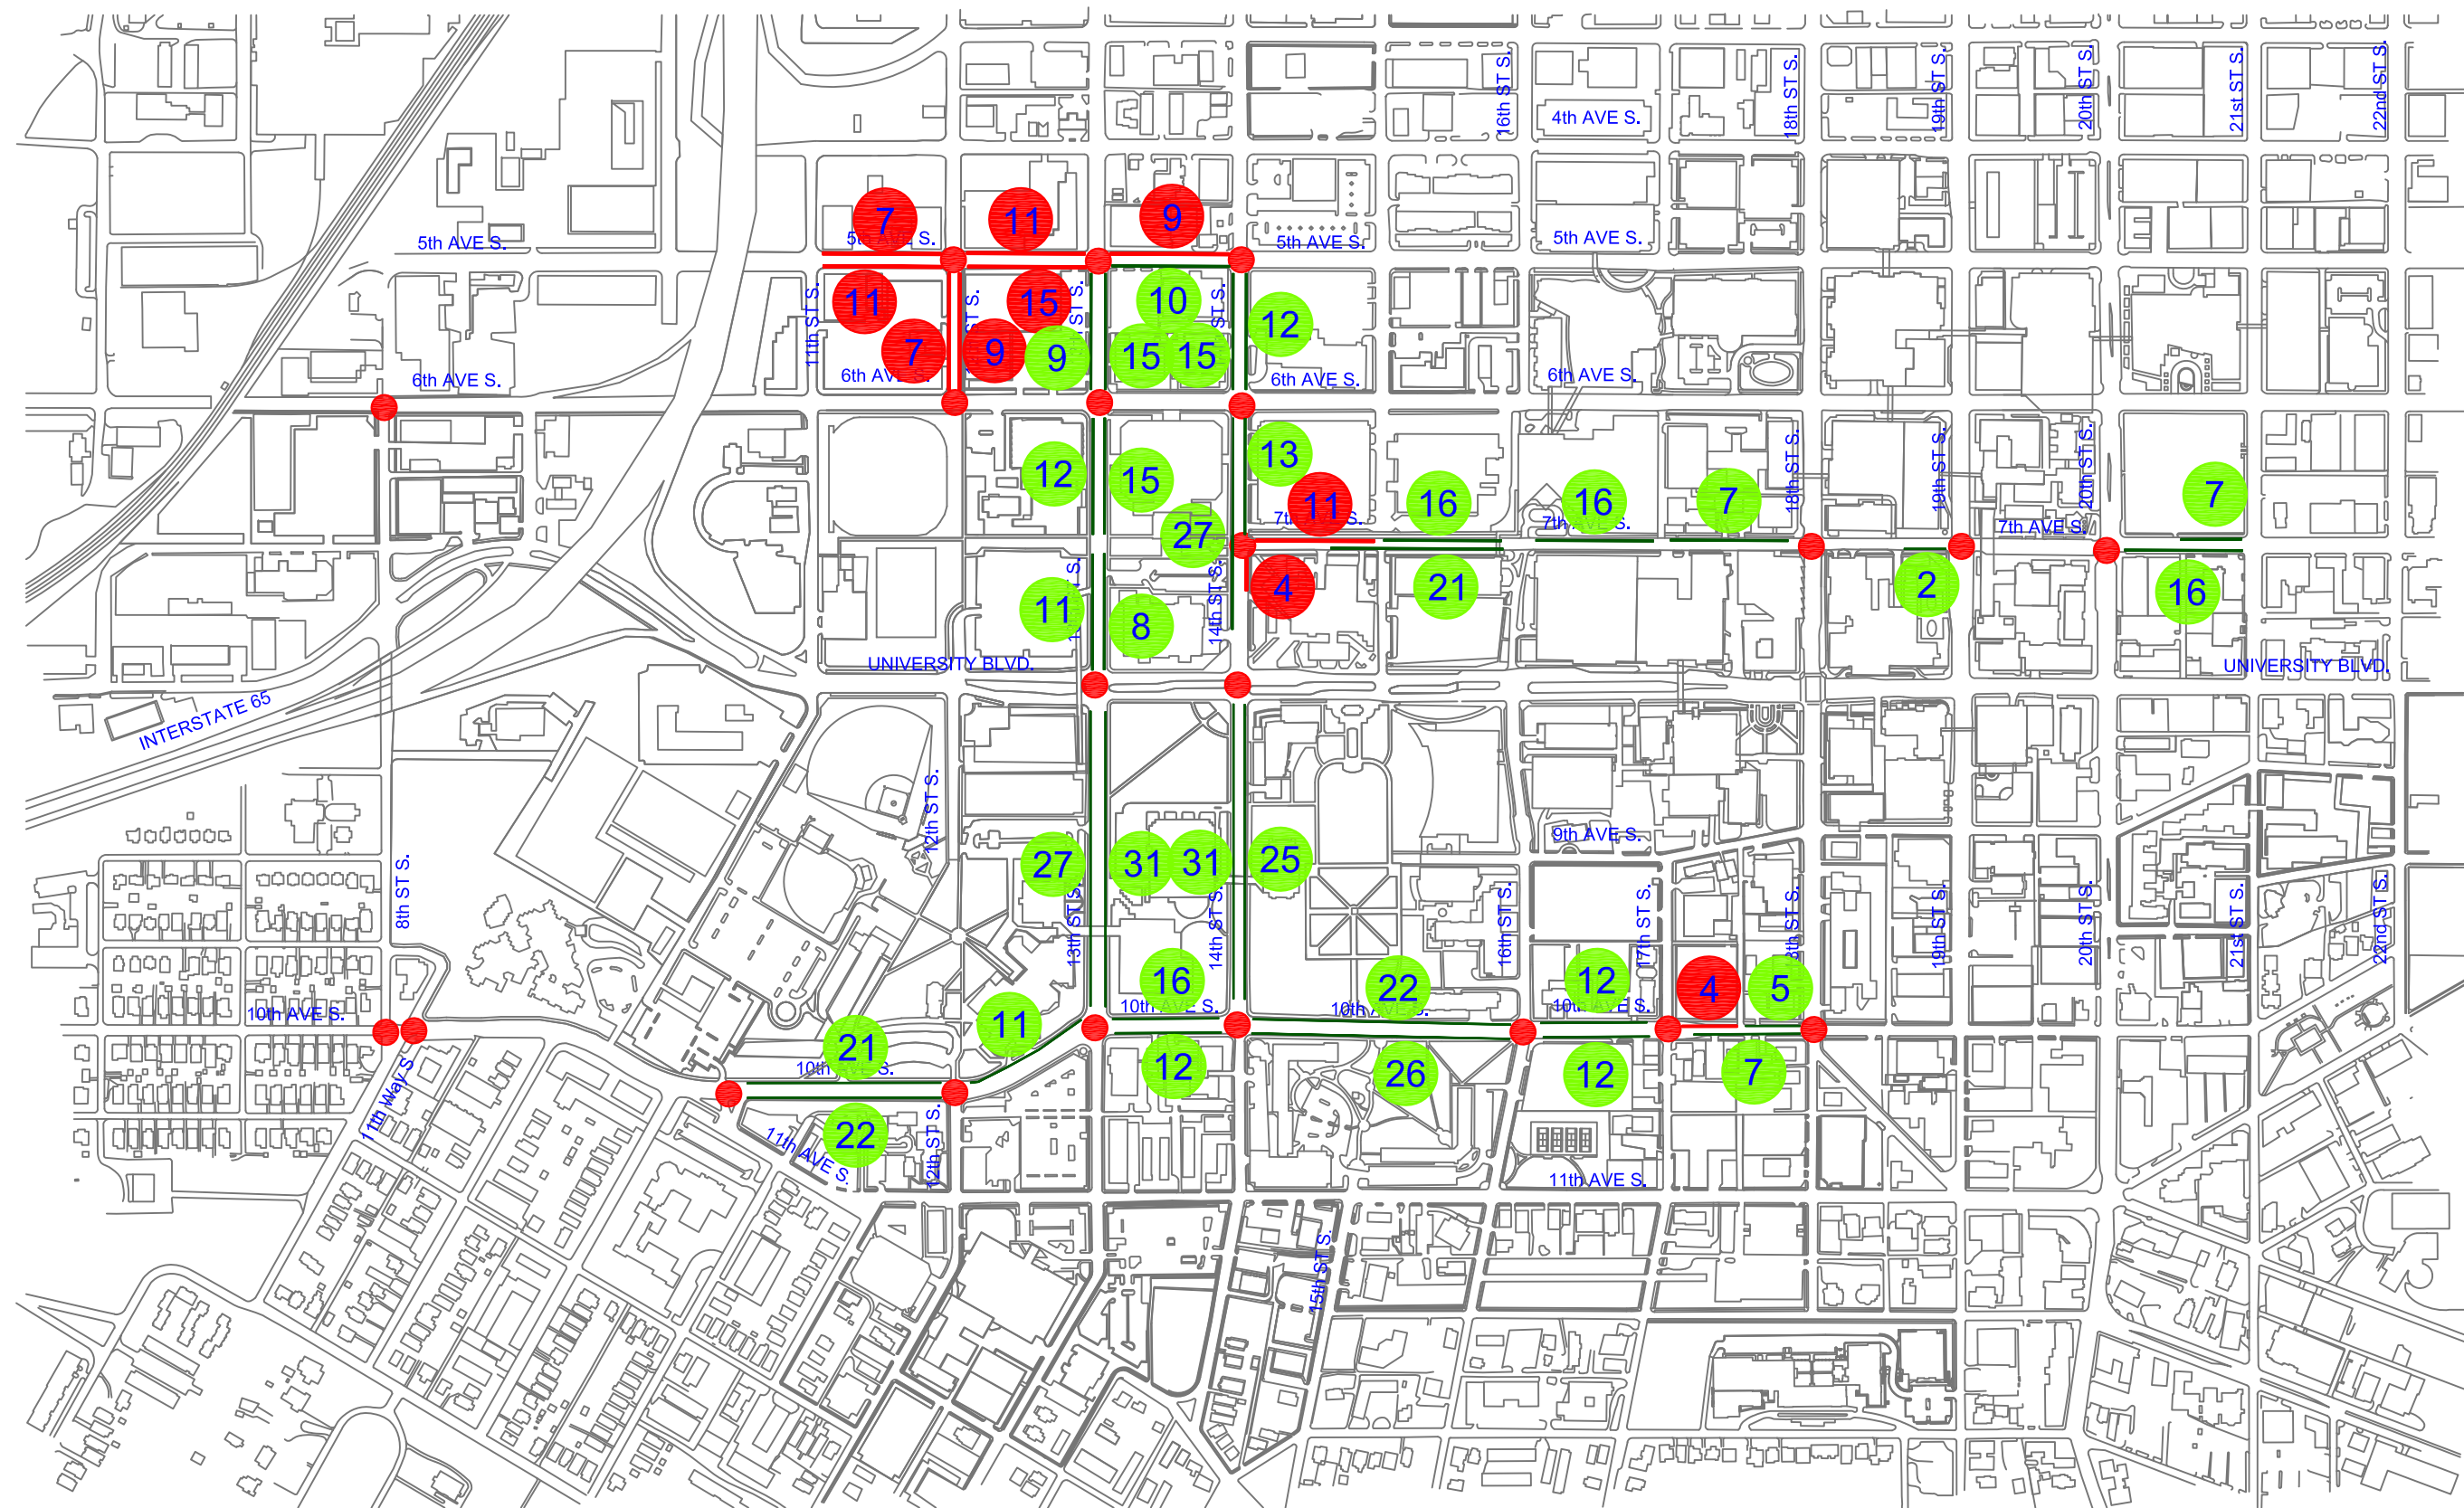 16th ST S.
18th ST S.
19th ST S.
20th ST S.
21st ST S.
22nd ST S.
4th AVE S.
7
11
9
5th AVE S.
5th AVE S.
5th AVE S.
11
15
10
12
11th ST S.
7
9
9
15
15
6th AVE S.
6th AVE S.
6th AVE S.
12
15
13
11
16
16
7
7
18th ST S.
19th ST S.
20th ST S.
27
7th AVE S.
7th AVE S.
11
8
4
21
2
16
14th ST S.
UNIVERSITY BLVD.
UNIVERSITY BLVD.
INTERSTATE 65
12th ST S.
9th AVE S.
27
31
31
25
8th ST S.
13th ST S.
14th ST S.
16th ST S.
17th ST S.
19th ST S.
20th ST S.
21st ST S.
22nd ST S.
16
22
12
4
5
10th AVE S.
10th AVE S.
10th AVE S.
11
21
12
26
12
7
11th Way S
22
11th AVE S.
12th ST S.
11th AVE S.
15th ST S.